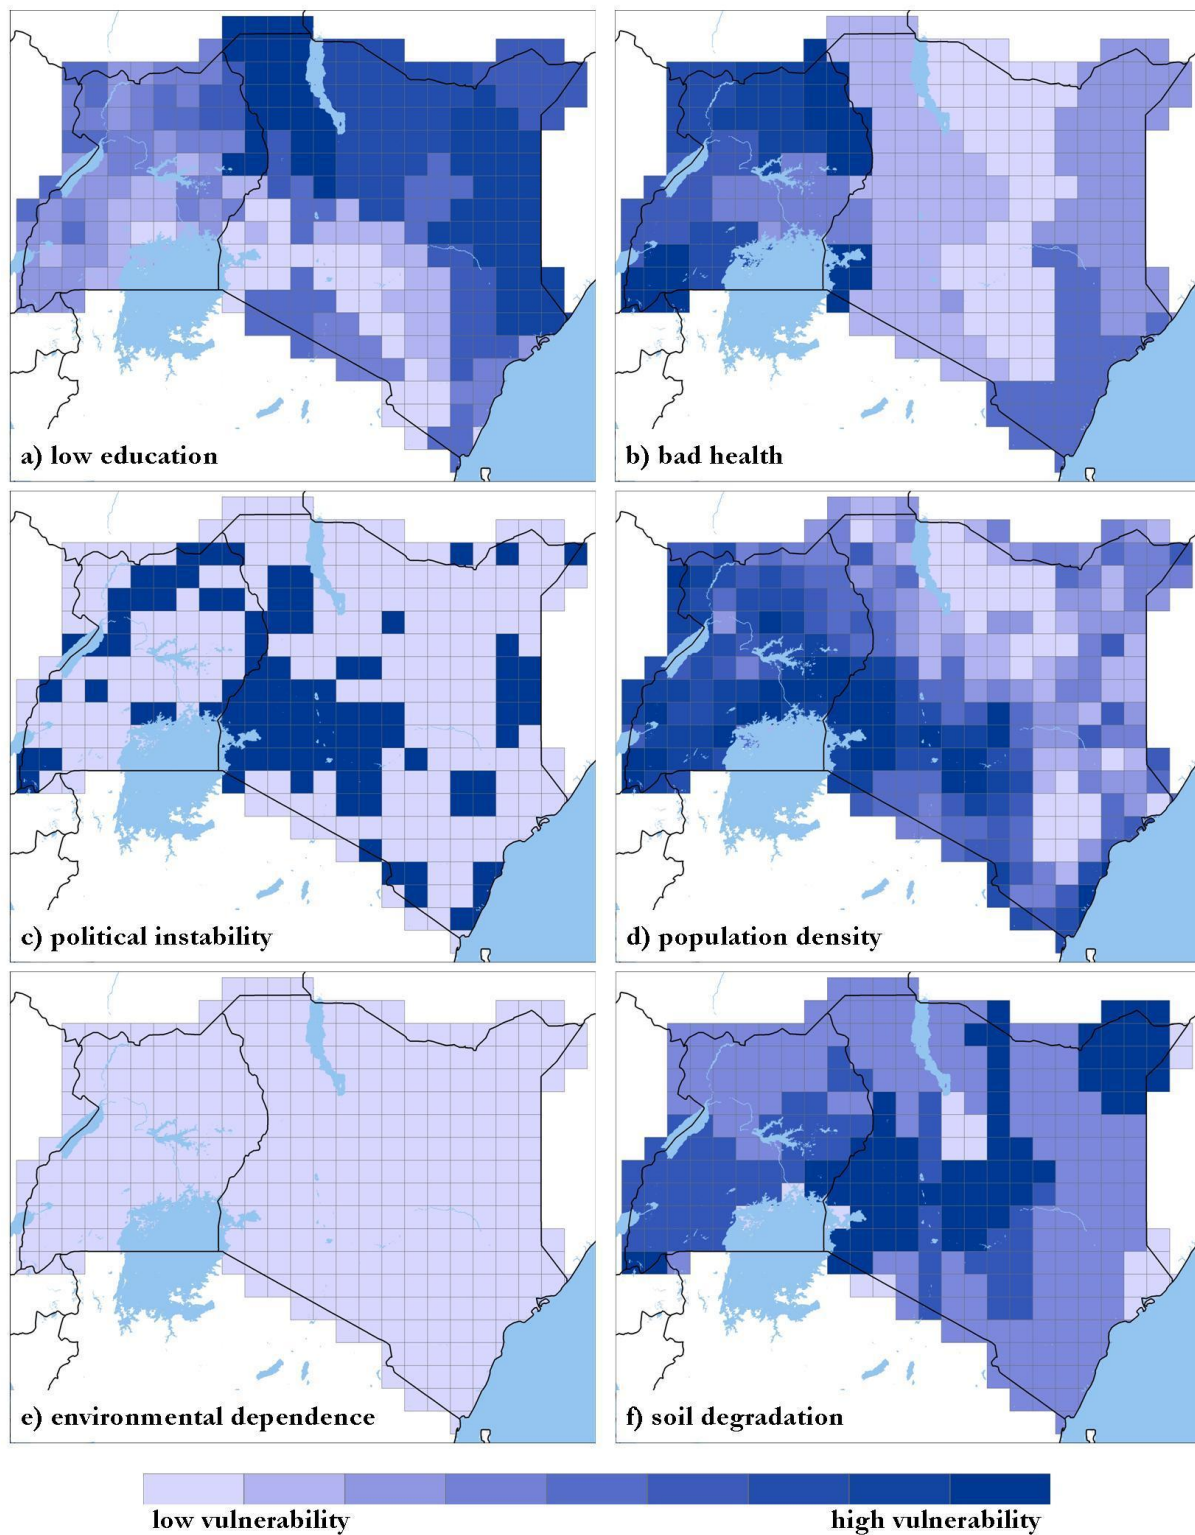 a) low education
b) bad health
c) political instability
d) population density
e) environmental dependence
f) soil degradation
low vulnerability
high vulnerability